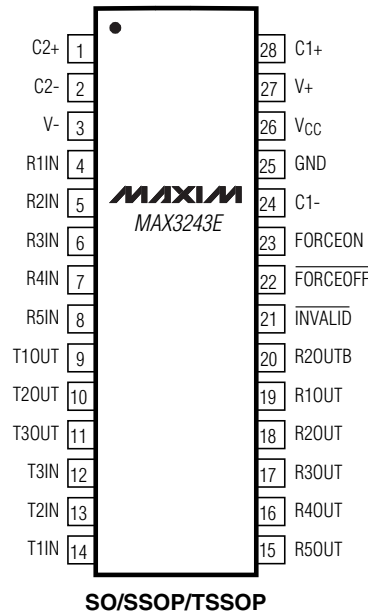 C2+ 1 28 C1+
C2- 2 27 V+
V- 3 26 VCC
R1IN 4 25 GND
R2IN 5 24 C1-
MAXIM
MAX3243E
R3IN 6 23 FORCEON
R4IN 7 22 FORCEOFF
R5IN 8 21 INVALID
T1OUT 9 20 R2OUTB
T2OUT 10 19 R1OUT
T3OUT 11 18 R2OUT
T3IN 12 17 R3OUT
T2IN 13 16 R4OUT
T1IN 14 15 R5OUT
SO/SSOP/TSSOP